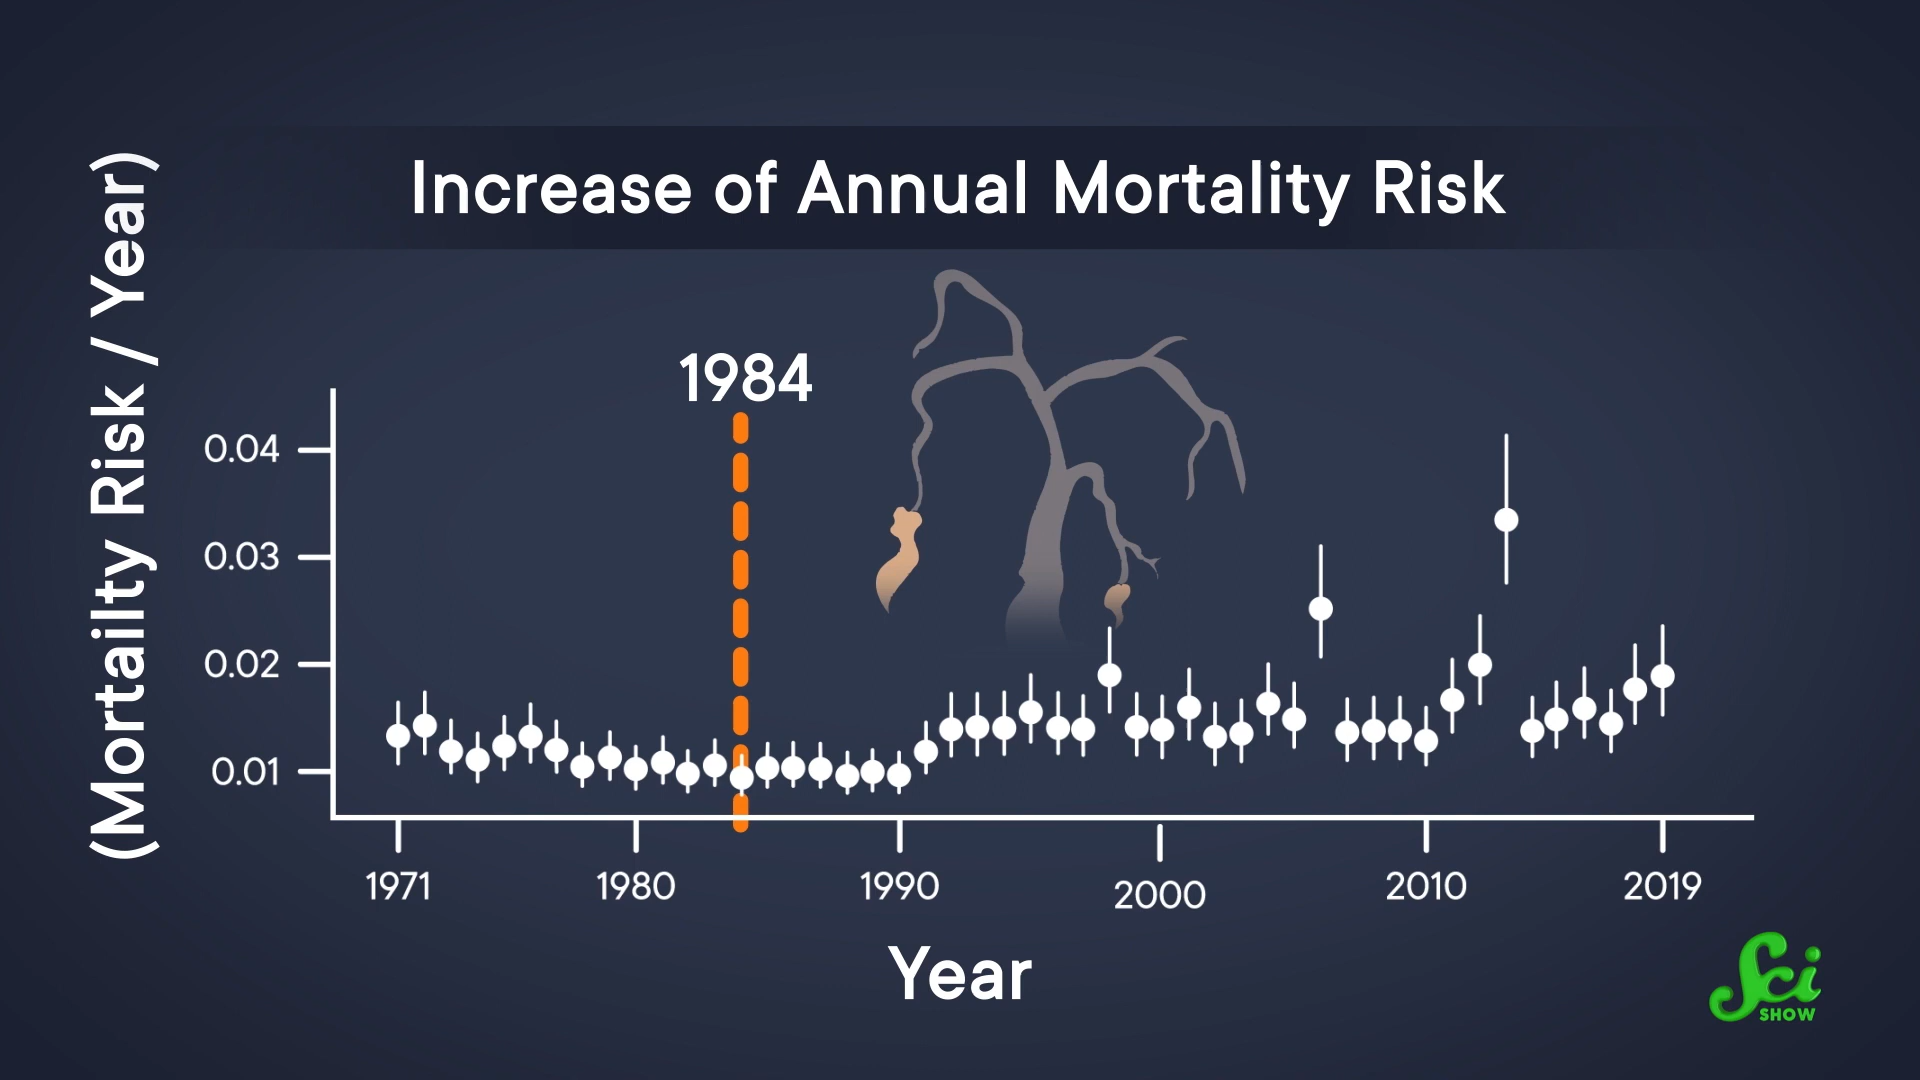 Increase of Annual Mortality Risk
(Mortailty Risk / Year)
1984
0.04
0.03
0.02
0.01
1971
1980
1990
2000
2010
2019
Year
Sci
SHOW